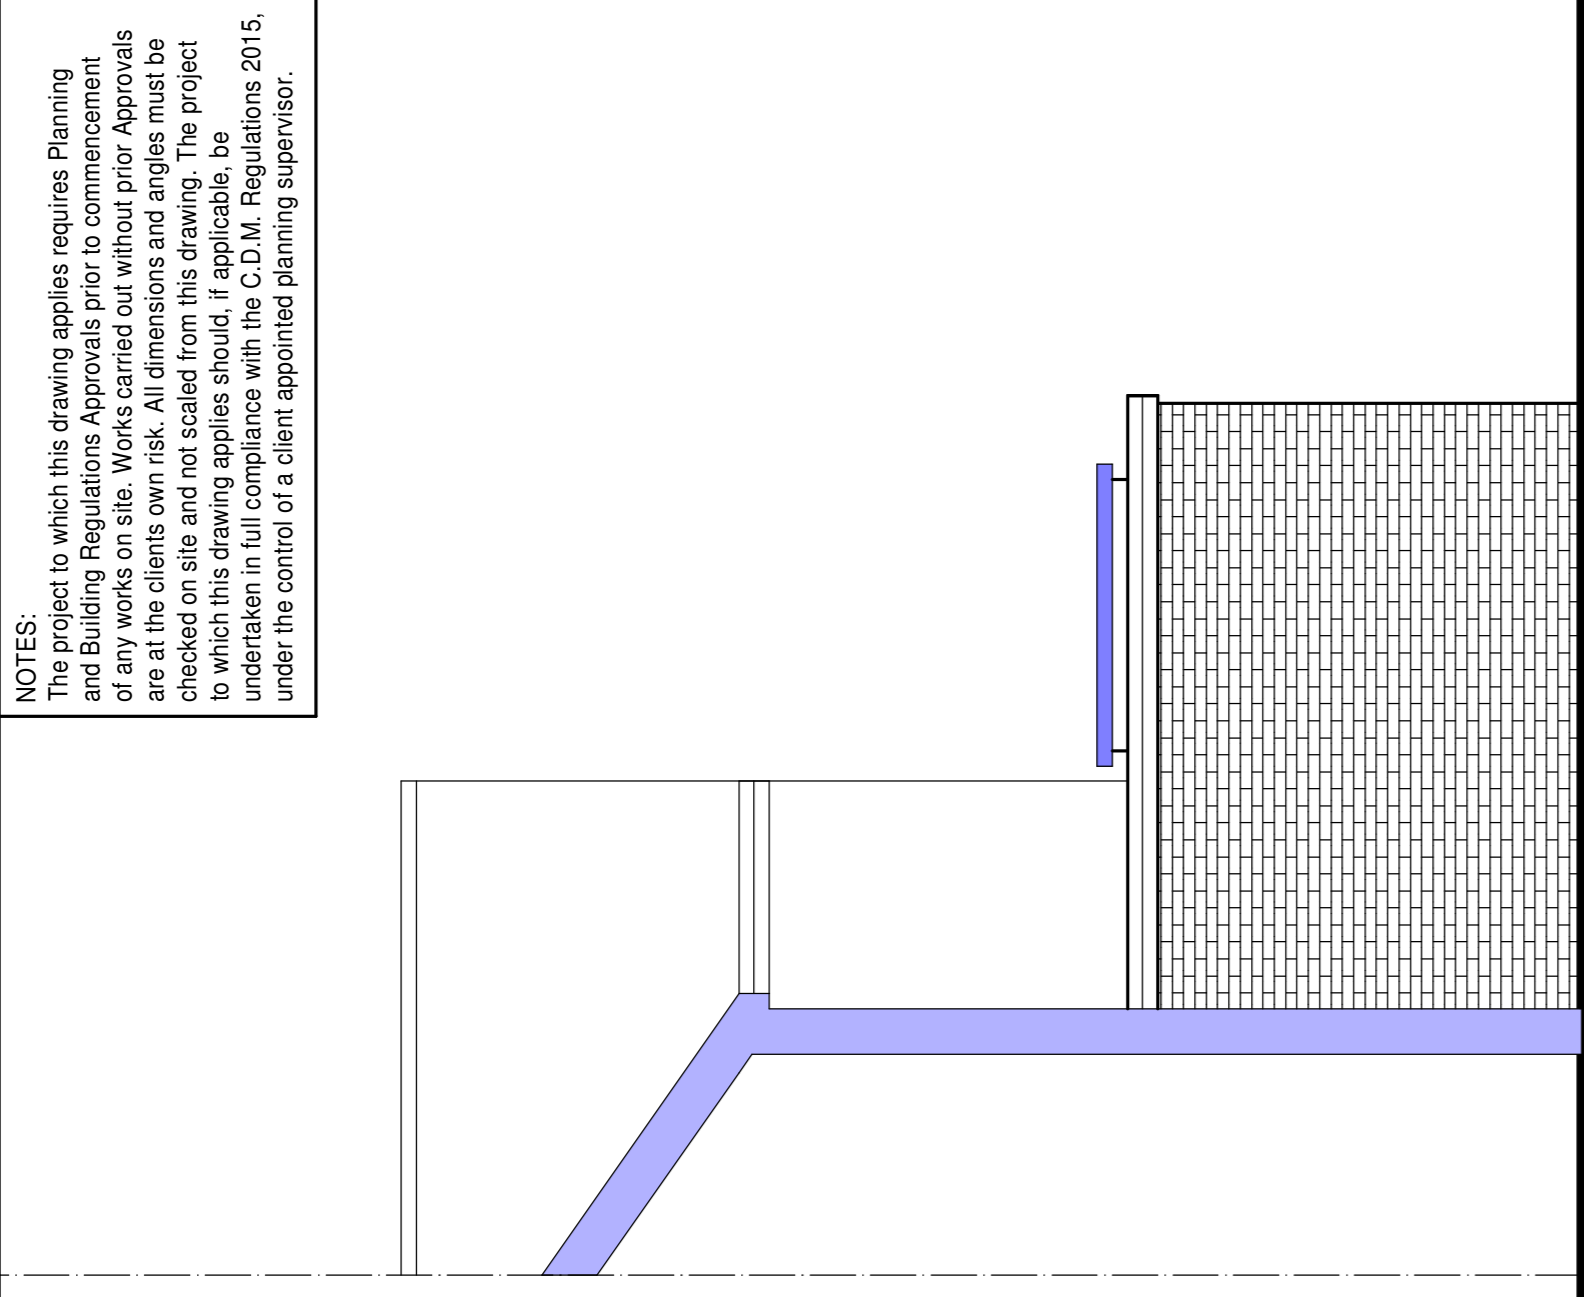 NOTES:
The project to which this drawing applies requires Planning
and Building Regulations Approvals prior to commencement
of any works on site. Works carried out without prior Approvals
are at the clients own risk. All dimensions and angles must be
checked on site and not scaled from this drawing. The project
to which this drawing applies should, if applicable, be
undertaken in full compliance with the C.D.M. Regulations 2015,
under the control of a client appointed planning supervisor.